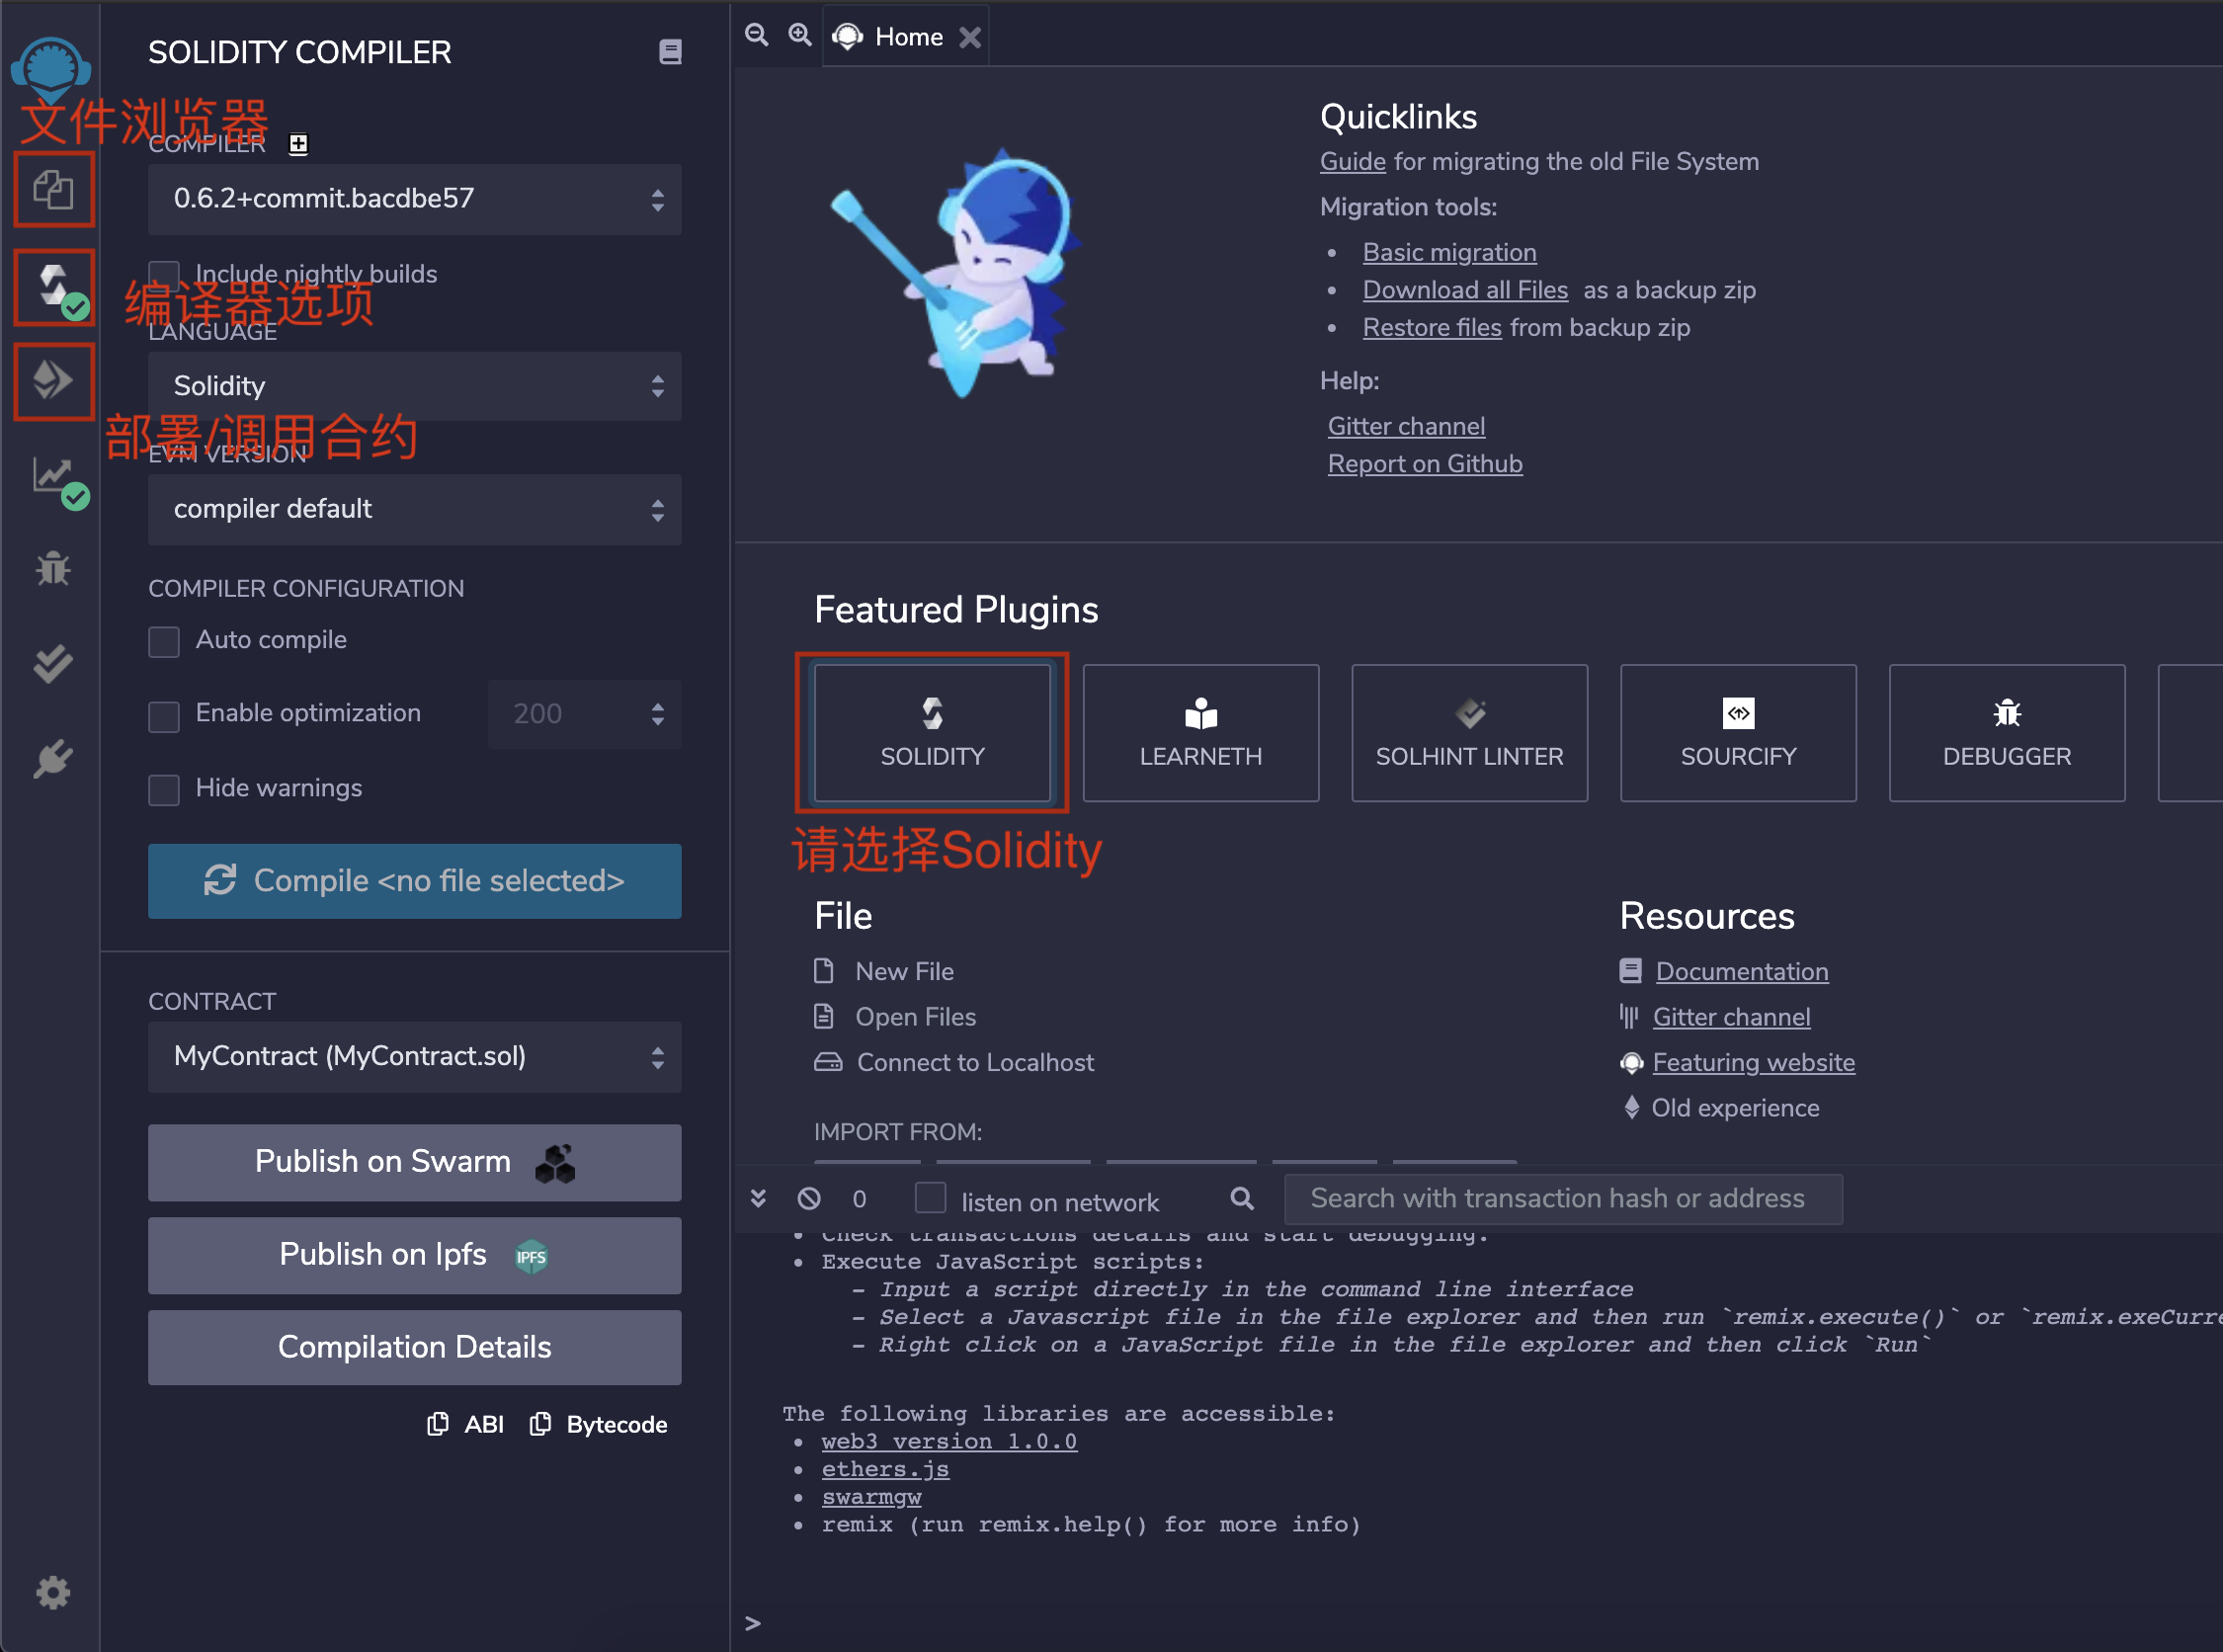 SOLIDITY COMPILER
文件浏览器
COMPILER
0.6.2+commit.bacdbe57
Include nightly builds
编译器选项
LANGUAGE
Solidity
部署/调用合约
EVM VERSION
compiler default
COMPILER CONFIGURATION
Auto compile
Enable optimization
200
Hide warnings
Compile <no file selected>
CONTRACT
MyContract (MyContract.sol)
Publish on Swarm
Publish on Ipfs
IPFS
Compilation Details
ABI
Bytecode
Home
Quicklinks
Guide for migrating the old File System
Migration tools:
• Basic migration
• Download all Files as a backup zip
• Restore files from backup zip
Help:
Gitter channel
Report on Github
Featured Plugins
SOLIDITY
LEARNETH
SOLHINT LINTER
SOURCIFY
DEBUGGER
请选择Solidity
File
New File
Open Files
Connect to Localhost
IMPORT FROM:
Resources
Documentation
Gitter channel
Featuring website
Old experience
0
listen on network
Search with transaction hash or address
• Check transactions details and start debugging.
• Execute JavaScript scripts:
- Input a script directly in the command line interface
- Select a Javascript file in the file explorer and then run `remix.execute()` or `remix.exeCurre
- Right click on a JavaScript file in the file explorer and then click `Run`
The following libraries are accessible:
• web3 version 1.0.0
• ethers.js
• swarmgw
• remix (run remix.help() for more info)
>